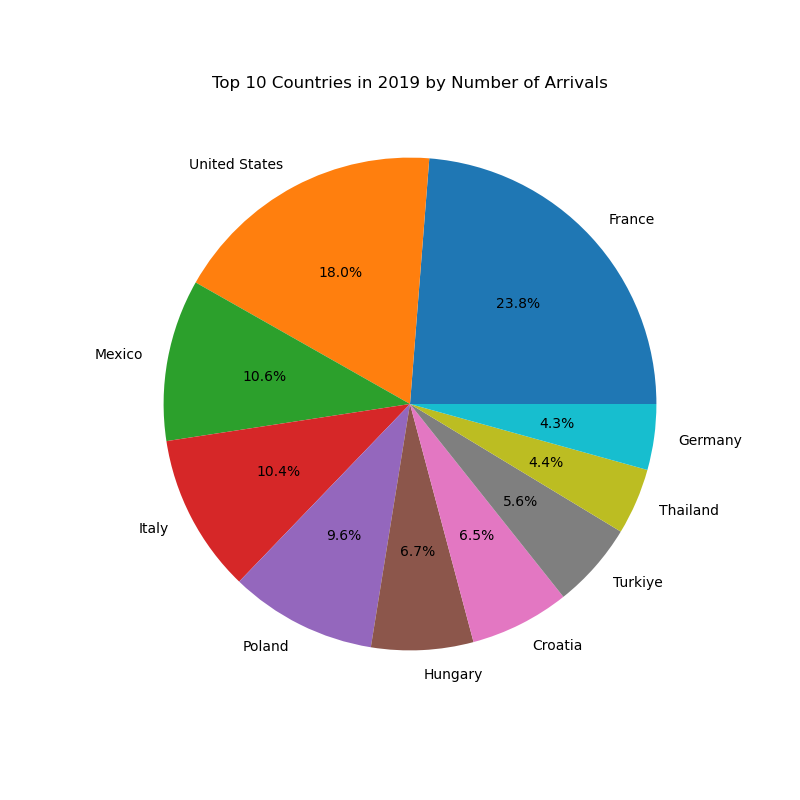 Top 10 Countries in 2019 by Number of Arrivals
United States
France
18.0%
23.8%
Mexico
10.6%
4.3%
Germany
10.4%
4.4%
Italy
5.6%
Thailand
9.6%
6.7%
6.5%
Turkiye
Poland
Croatia
Hungary